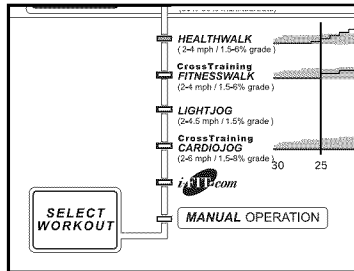 HEALTHWALK
(2-4 mph / 1.5-6% grade)
CrossTraining
FITNESSWALK
(2-4 mph / 1.5-6% grade)
LIGHTJOG
(2-4.5 mph / 1.5% grade)
CrossTraining
CARDIOJOG
(2-6 mph / 1.5-8% grade)
30 25
iFIT.com
SELECT
WORKOUT
MANUAL OPERATION